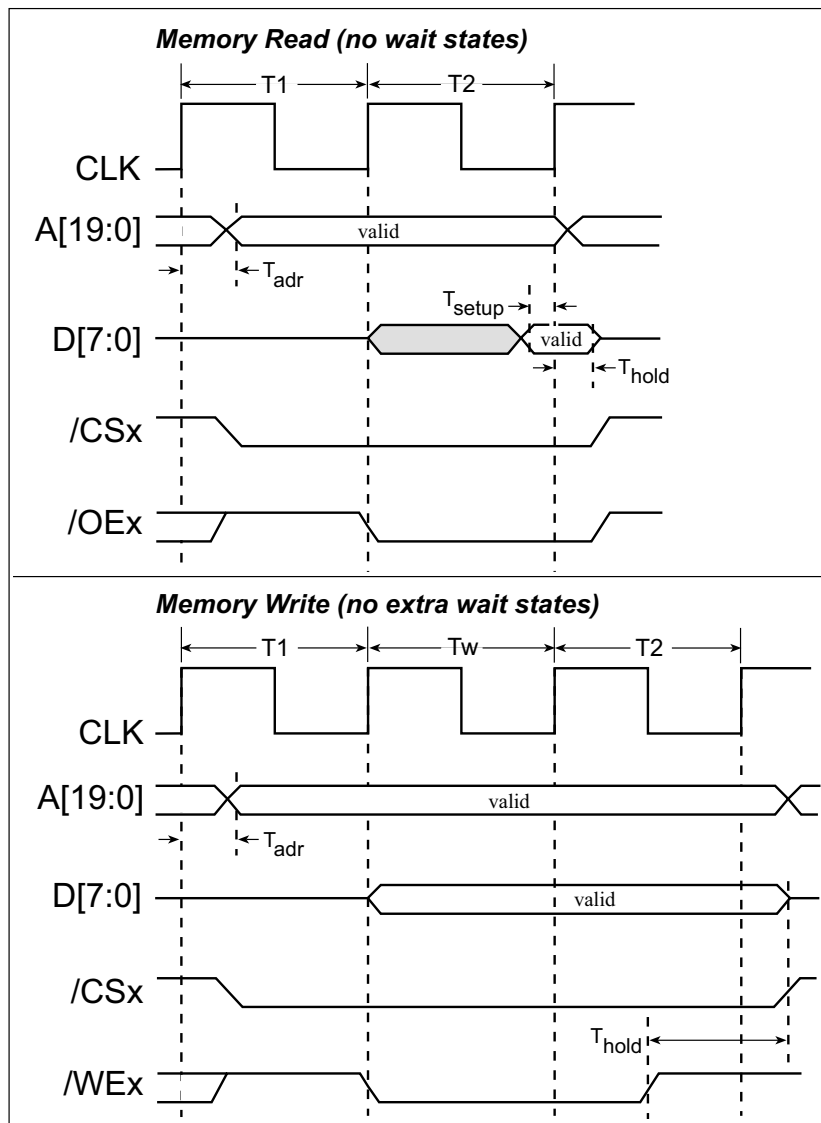 Memory Read (no wait states)
T1 T2
CLK
A[19:0] valid
Tadr
Tsetup
D[7:0] valid
Thold
/CSx
/OEx
Memory Write (no extra wait states)
T1 Tw T2
CLK
A[19:0] valid
Tadr
D[7:0] valid
/CSx
Thold
/WEx